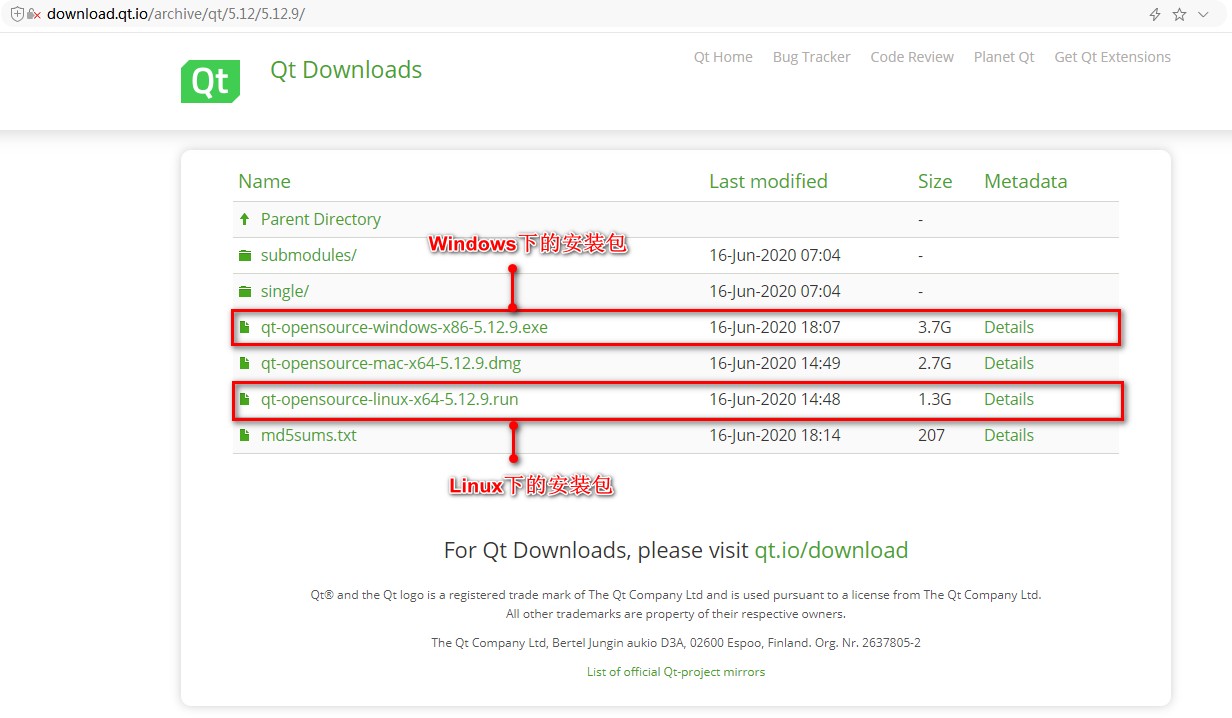 download.qt.io/archive/qt/5.12/5.12.9/
Qt
Qt Downloads
Qt Home Bug Tracker Code Review Planet Qt Get Qt Extensions
Name Last modified Size Metadata
Parent Directory -
Windows下的安装包
submodules/ 16-Jun-2020 07:04 -
single/ 16-Jun-2020 07:04 -
qt-opensource-windows-x86-5.12.9.exe 16-Jun-2020 18:07 3.7G Details
qt-opensource-mac-x64-5.12.9.dmg 16-Jun-2020 14:49 2.7G Details
qt-opensource-linux-x64-5.12.9.run 16-Jun-2020 14:48 1.3G Details
md5sums.txt 16-Jun-2020 18:14 207 Details
Linux下的安装包
For Qt Downloads, please visit qt.io/download
Qt® and the Qt logo is a registered trade mark of The Qt Company Ltd and is used pursuant to a license from The Qt Company Ltd.
All other trademarks are property of their respective owners.
The Qt Company Ltd, Bertel Jungin aukio D3A, 02600 Espoo, Finland. Org. Nr. 2637805-2
List of official Qt-project mirrors